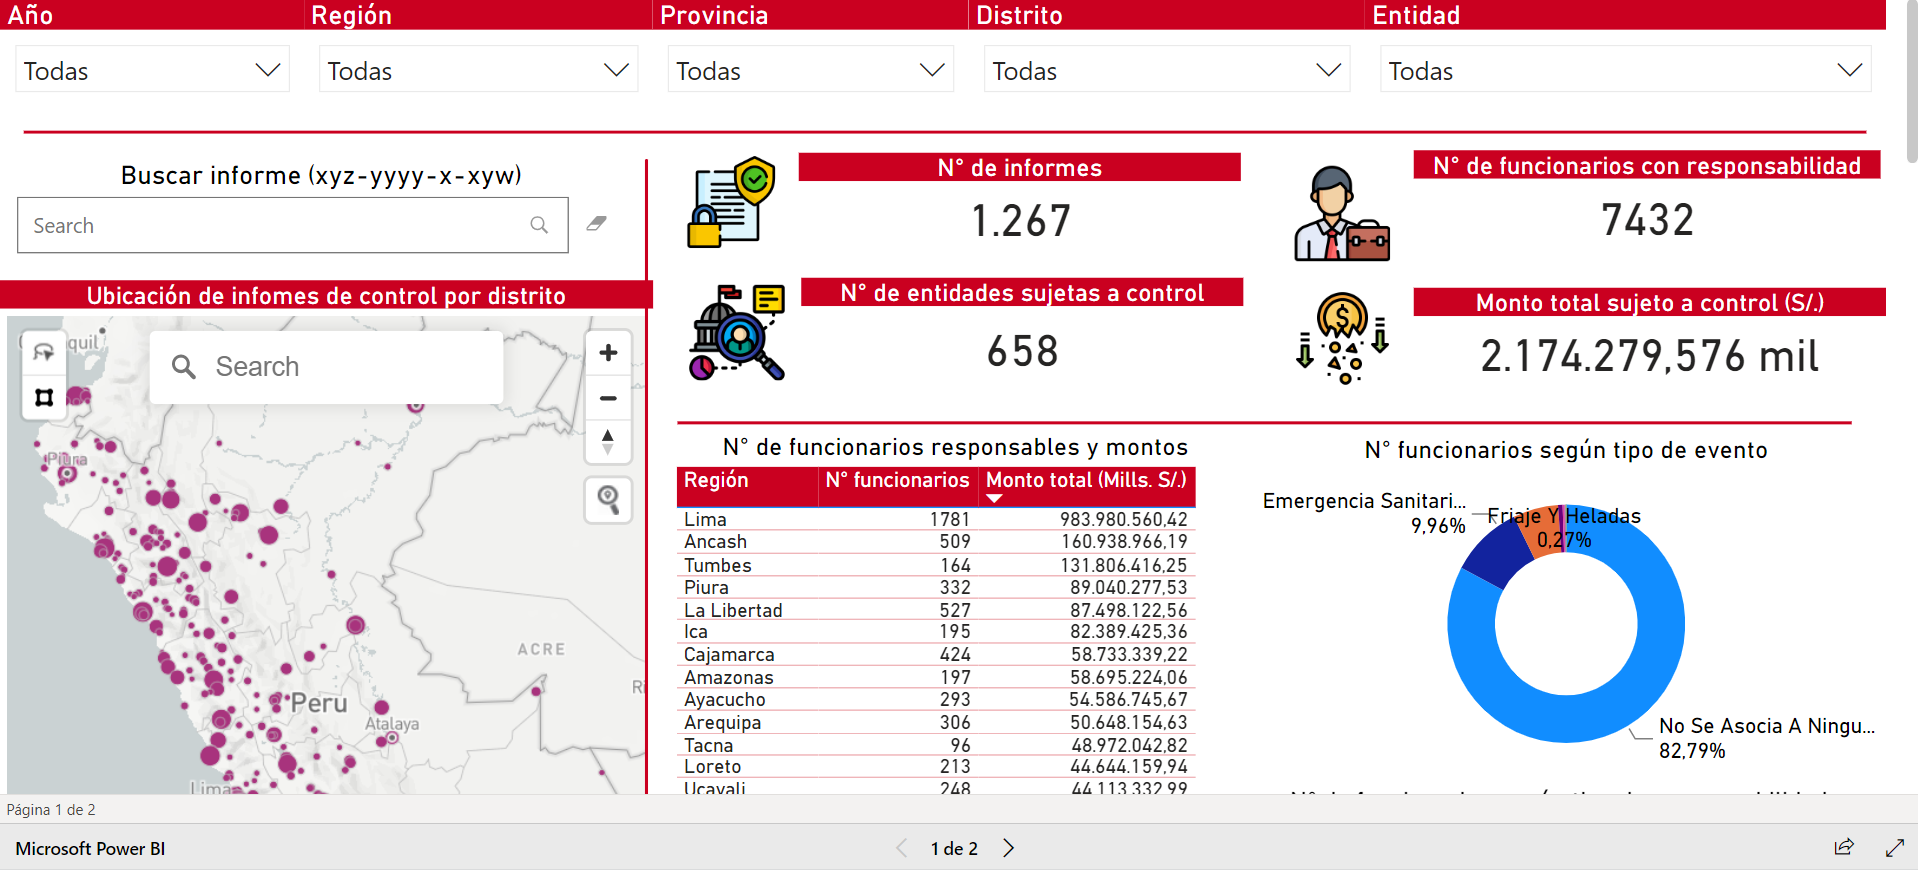 Año Región Provincia Distrito Entidad
Todas Todas Todas Todas Todas
Buscar informe (xyz-yyyy-x-xyw)
Search
Ubicación de infomes de control por distrito
Search
Piura
Peru
Atalaya
ACRE
Lima
N° de informes
1.267
N° de funcionarios con responsabilidad
7432
N° de entidades sujetas a control
658
Monto total sujeto a control (S/.)
2.174.279,576 mil
N° de funcionarios responsables y montos
Región N° funcionarios Monto total (Mills. S/.)
Lima 1781 983.980.560,42
Ancash 509 160.938.966,19
Tumbes 164 131.806.416,25
Piura 332 89.040.277,53
La Libertad 527 87.498.122,56
Ica 195 82.389.425,36
Cajamarca 424 58.733.339,22
Amazonas 197 58.695.224,06
Ayacucho 293 54.586.745,67
Arequipa 306 50.648.154,63
Tacna 96 48.972.042,82
Loreto 213 44.644.159,94
Ucayali 248 44.113.332,99
N° funcionarios según tipo de evento
Emergencia Sanitari...
9,96%
Friaje Y Heladas
0,27%
No Se Asocia A Ningu...
82,79%
Página 1 de 2
Microsoft Power BI
1 de 2